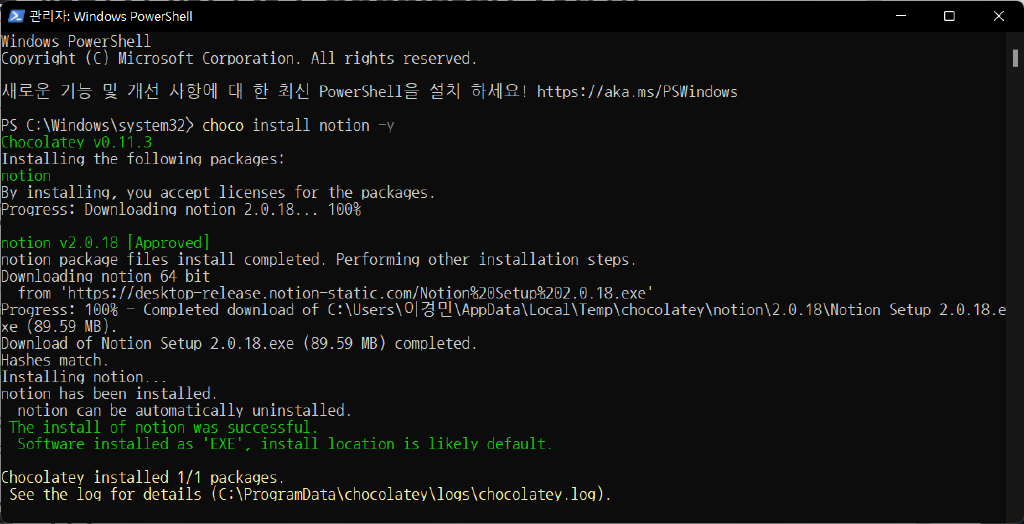 관리자: Windows PowerShell
Windows PowerShell
Copyright (C) Microsoft Corporation. All rights reserved.
새로운 기능 및 개선 사항에 대 한 최신 PowerShell을 설치 하세요! https://aka.ms/PSWindows
PS C:\Windows\system32> choco install notion -y
Chocolatey v0.11.3
Installing the following packages:
notion
By installing, you accept licenses for the packages.
Progress: Downloading notion 2.0.18... 100%
notion v2.0.18 [Approved]
notion package files install completed. Performing other installation steps.
Downloading notion 64 bit
  from 'https://desktop-release.notion-static.com/Notion%20Setup%202.0.18.exe'
Progress: 100% - Completed download of C:\Users\이경민\AppData\Local\Temp\chocolatey\notion\2.0.18\Notion Setup 2.0.18.e
xe (89.59 MB).
Download of Notion Setup 2.0.18.exe (89.59 MB) completed.
Hashes match.
Installing notion...
notion has been installed.
  notion can be automatically uninstalled.
 The install of notion was successful.
  Software installed as 'EXE', install location is likely default.
Chocolatey installed 1/1 packages.
 See the log for details (C:\ProgramData\chocolatey\logs\chocolatey.log).